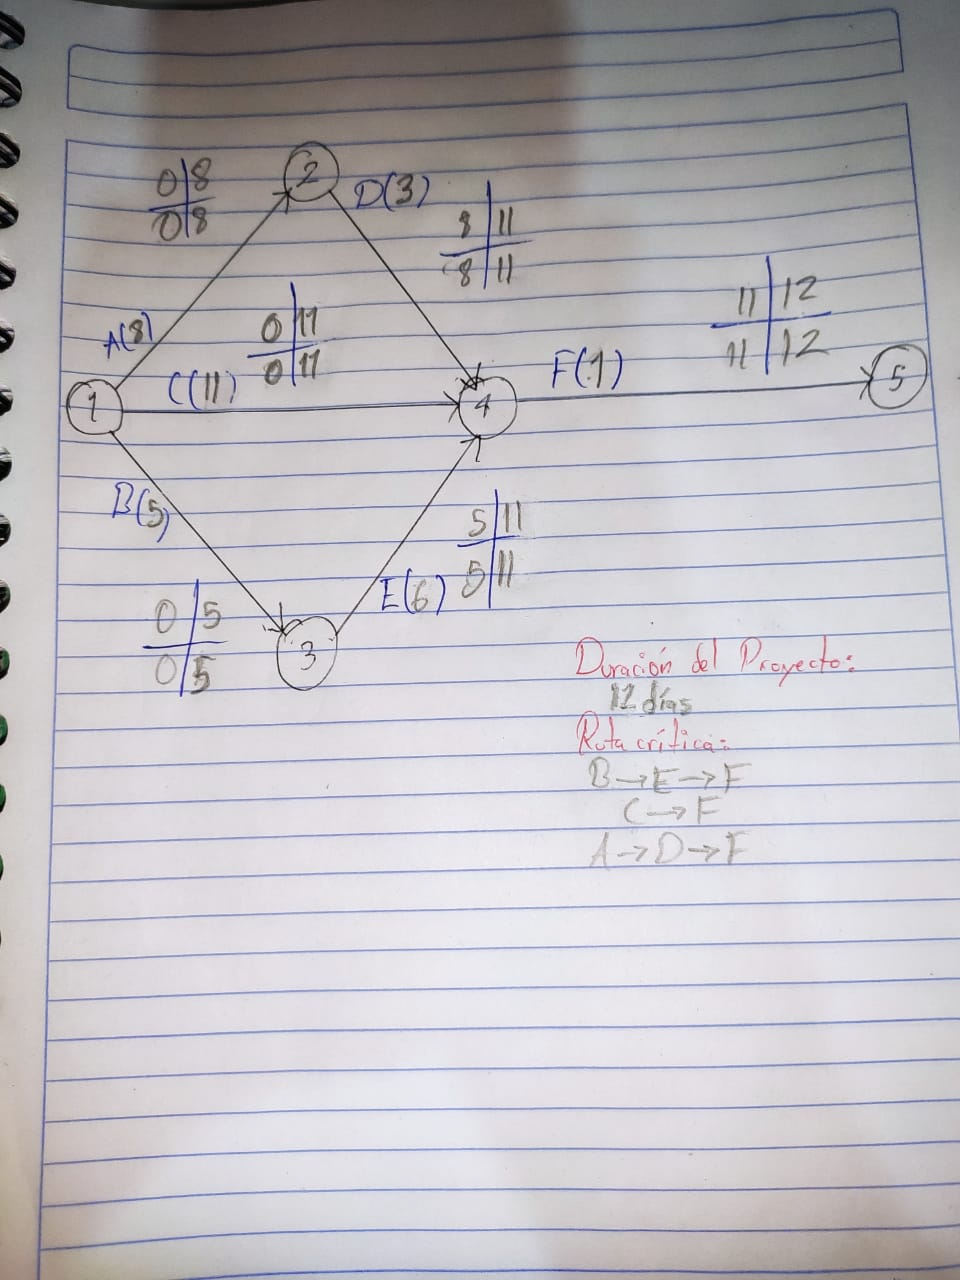 2
0 | 8
0 | 8
D(3)
8 | 11
8 | 11
A(8)
0 | 11
0 | 11
11 | 12
11 | 12
C(11)
F(1)
1
4
5
B(5)
5 | 11
5 | 11
E(6)
0 | 5
0 | 5
3
Duración del Proyecto:
12 días
Ruta crítica:
B→E→F
C→F
A→D→F